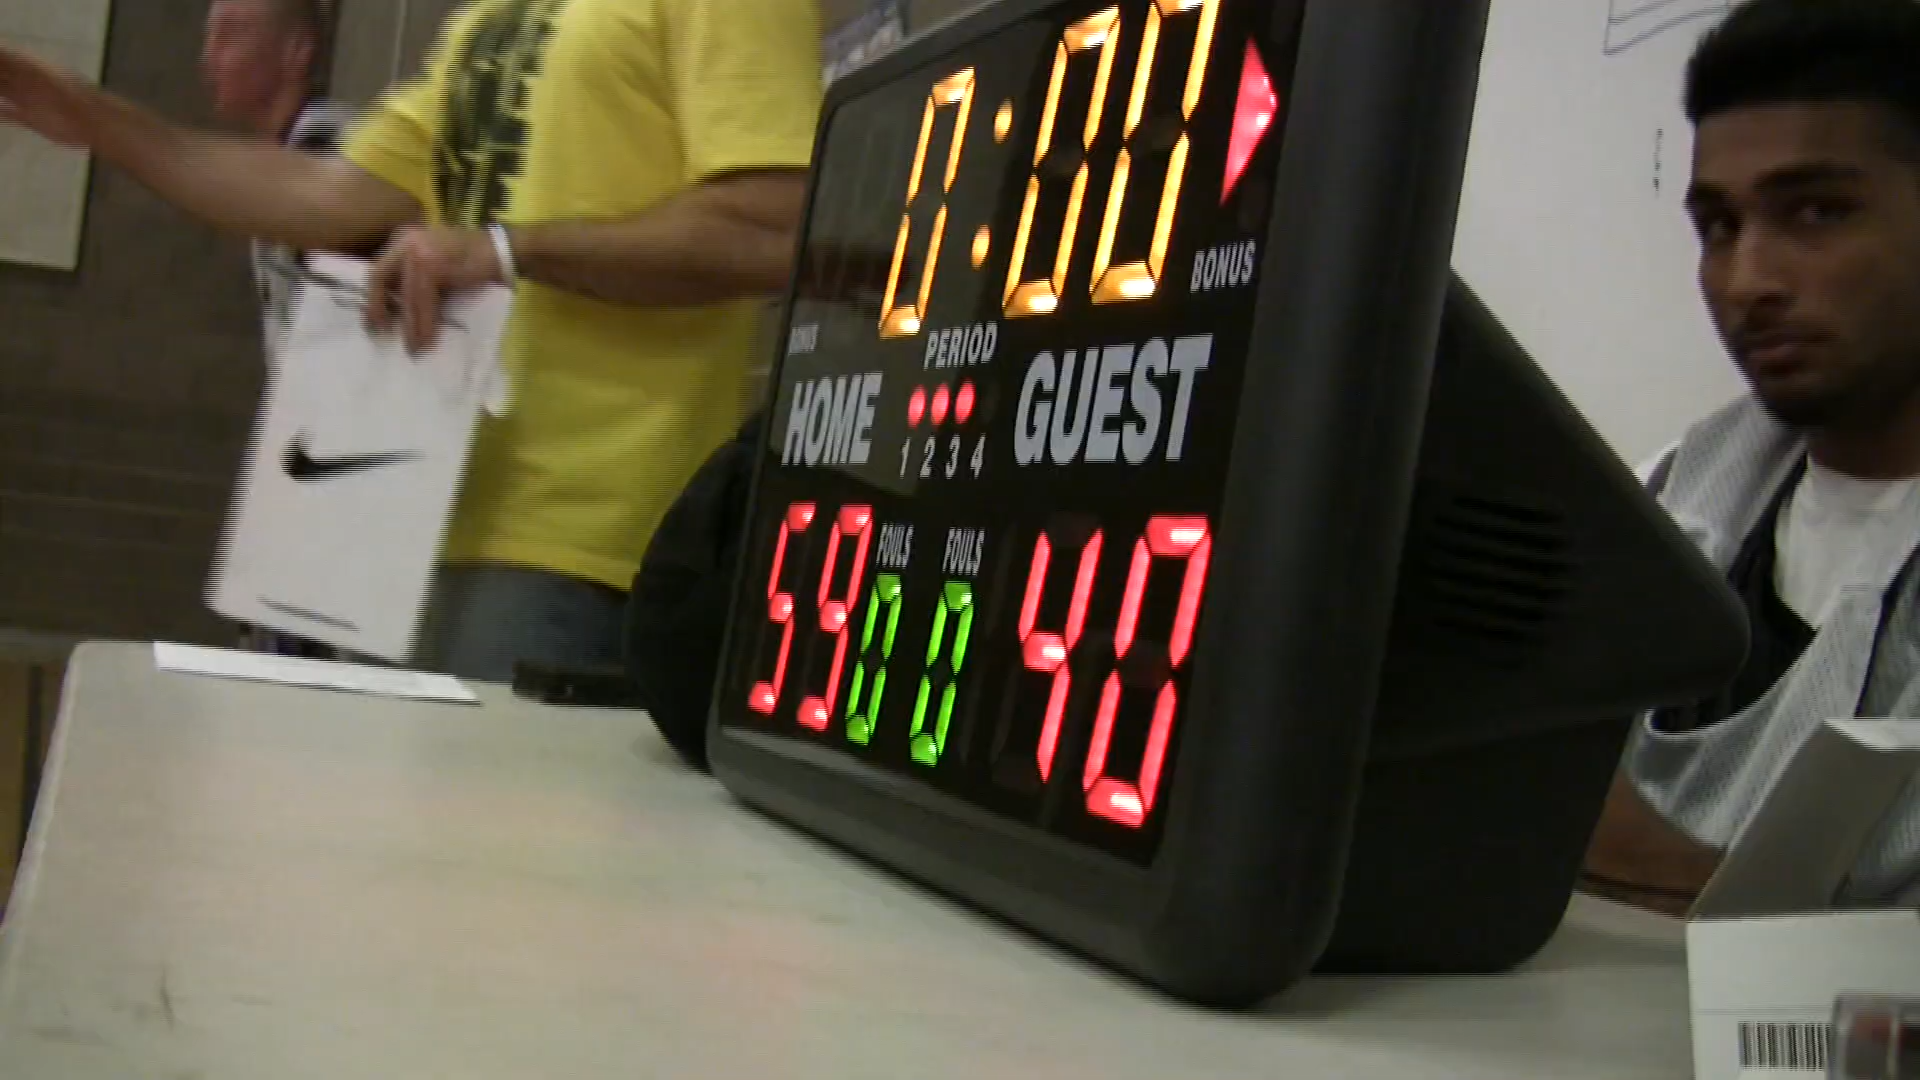 0:00
BONUS
BONUS
PERIOD
HOME
GUEST
1 2 3 4
FOULS FOULS
59 0 0 40